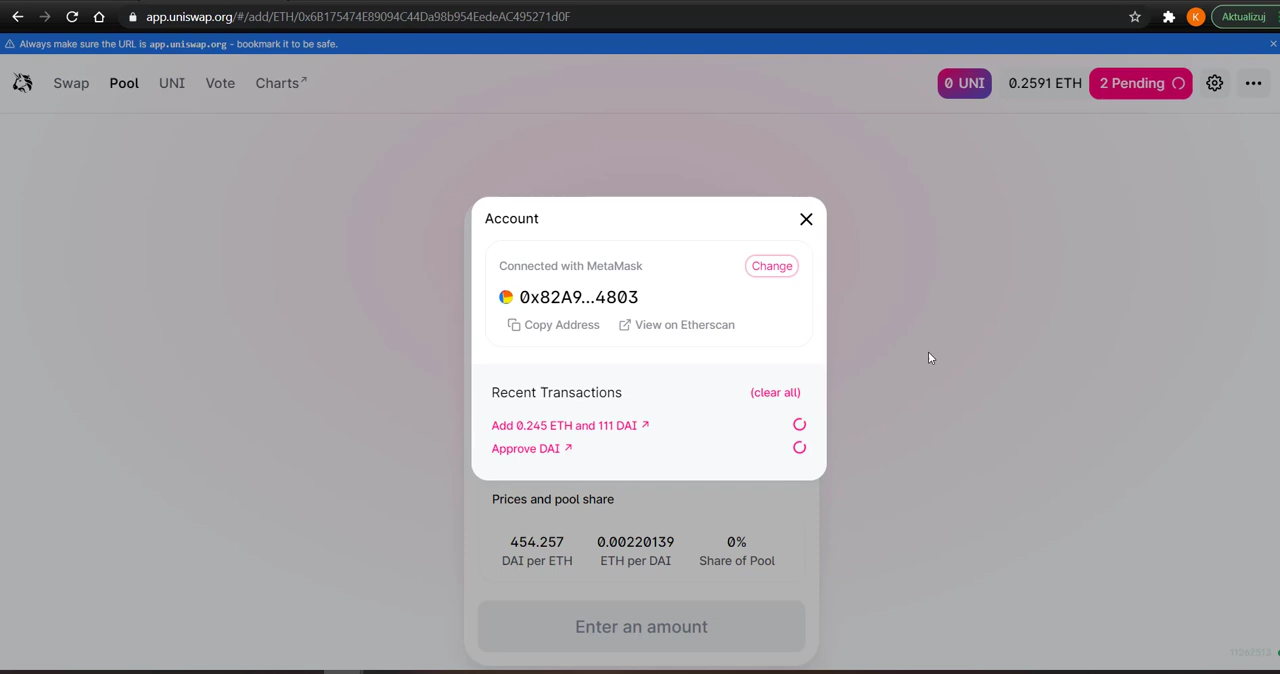 app.uniswap.org/#/add/ETH/0x6B175474E89094C44Da98b954EedeAC495271d0F
K
Aktualizuj
Always make sure the URL is app.uniswap.org - bookmark it to be safe.
Swap Pool UNI Vote Charts↗
0 UNI 0.2591 ETH 2 Pending
Account
Connected with MetaMask
Change
0x82A9...4803
Copy Address View on Etherscan
Recent Transactions (clear all)
Add 0.245 ETH and 111 DAI ↗
Approve DAI ↗
Prices and pool share
454.257 0.00220139 0%
DAI per ETH ETH per DAI Share of Pool
Enter an amount
11262913